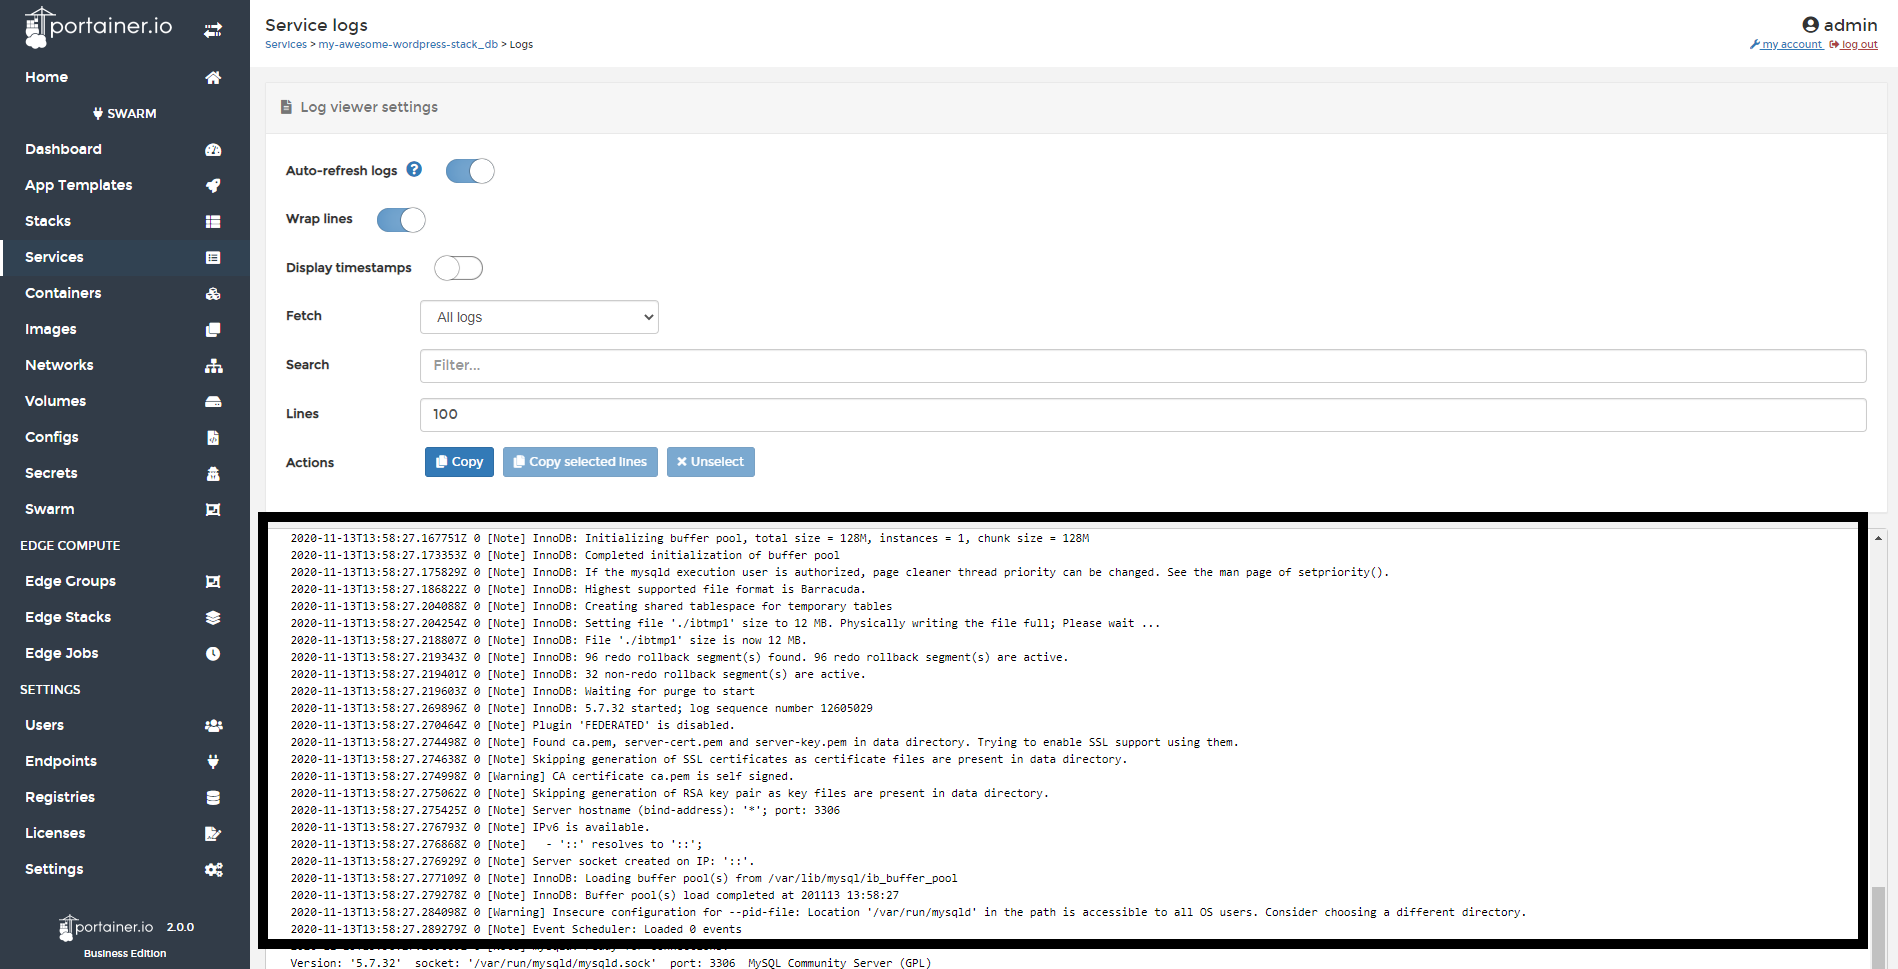 portainer.io
Home
SWARM
Dashboard
App Templates
Stacks
Services
Containers
Images
Networks
Volumes
Configs
Secrets
Swarm
EDGE COMPUTE
Edge Groups
Edge Stacks
Edge Jobs
SETTINGS
Users
Endpoints
Registries
Licenses
Settings
portainer.io 2.0.0
Business Edition
Service logs
Services > my-awesome-wordpress-stack_db > Logs
admin
my account log out
Log viewer settings
Auto-refresh logs
Wrap lines
Display timestamps
Fetch All logs
Search Filter...
Lines 100
Actions Copy Copy selected lines Unselect
2020-11-13T13:58:27.167751Z 0 [Note] InnoDB: Initializing buffer pool, total size = 128M, instances = 1, chunk size = 128M
2020-11-13T13:58:27.173353Z 0 [Note] InnoDB: Completed initialization of buffer pool
2020-11-13T13:58:27.175829Z 0 [Note] InnoDB: If the mysqld execution user is authorized, page cleaner thread priority can be changed. See the man page of setpriority().
2020-11-13T13:58:27.186822Z 0 [Note] InnoDB: Highest supported file format is Barracuda.
2020-11-13T13:58:27.204088Z 0 [Note] InnoDB: Creating shared tablespace for temporary tables
2020-11-13T13:58:27.204254Z 0 [Note] InnoDB: Setting file './ibtmp1' size to 12 MB. Physically writing the file full; Please wait ...
2020-11-13T13:58:27.218807Z 0 [Note] InnoDB: File './ibtmp1' size is now 12 MB.
2020-11-13T13:58:27.219343Z 0 [Note] InnoDB: 96 redo rollback segment(s) found. 96 redo rollback segment(s) are active.
2020-11-13T13:58:27.219401Z 0 [Note] InnoDB: 32 non-redo rollback segment(s) are active.
2020-11-13T13:58:27.219603Z 0 [Note] InnoDB: Waiting for purge to start
2020-11-13T13:58:27.269896Z 0 [Note] InnoDB: 5.7.32 started; log sequence number 12605029
2020-11-13T13:58:27.270464Z 0 [Note] Plugin 'FEDERATED' is disabled.
2020-11-13T13:58:27.274498Z 0 [Note] Found ca.pem, server-cert.pem and server-key.pem in data directory. Trying to enable SSL support using them.
2020-11-13T13:58:27.274638Z 0 [Note] Skipping generation of SSL certificates as certificate files are present in data directory.
2020-11-13T13:58:27.274998Z 0 [Warning] CA certificate ca.pem is self signed.
2020-11-13T13:58:27.275062Z 0 [Note] Skipping generation of RSA key pair as key files are present in data directory.
2020-11-13T13:58:27.275425Z 0 [Note] Server hostname (bind-address): '*'; port: 3306
2020-11-13T13:58:27.276793Z 0 [Note] IPv6 is available.
2020-11-13T13:58:27.276868Z 0 [Note]   - '::' resolves to '::';
2020-11-13T13:58:27.276929Z 0 [Note] Server socket created on IP: '::'.
2020-11-13T13:58:27.277109Z 0 [Note] InnoDB: Loading buffer pool(s) from /var/lib/mysql/ib_buffer_pool
2020-11-13T13:58:27.279278Z 0 [Note] InnoDB: Buffer pool(s) load completed at 201113 13:58:27
2020-11-13T13:58:27.284098Z 0 [Warning] Insecure configuration for --pid-file: Location '/var/run/mysqld' in the path is accessible to all OS users. Consider choosing a different directory.
2020-11-13T13:58:27.289279Z 0 [Note] Event Scheduler: Loaded 0 events
Version: '5.7.32'  socket: '/var/run/mysqld/mysqld.sock'  port: 3306  MySQL Community Server (GPL)